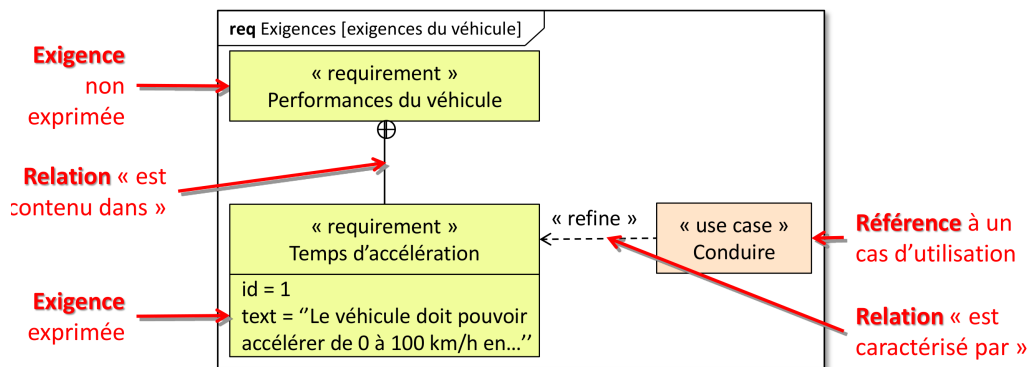 req Exigences [exigences du véhicule]
Exigence
non
exprimée
« requirement »
Performances du véhicule
Relation « est
contenu dans »
« requirement »
Temps d’accélération
« refine »
« use case »
Conduire
Référence à un
cas d’utilisation
Exigence
exprimée
id = 1
text = ‘’Le véhicule doit pouvoir
accélérer de 0 à 100 km/h en...’’
Relation « est
caractérisé par »